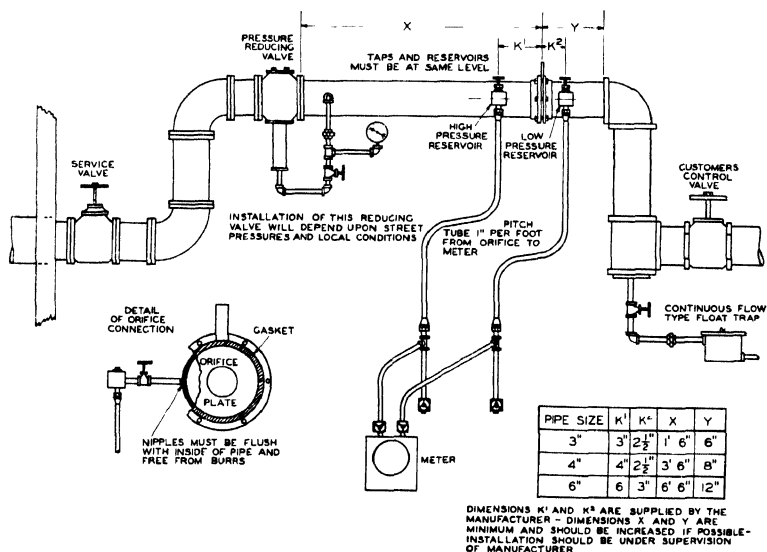 X
Y
K¹
K²
PRESSURE
REDUCING
VALVE
TAPS AND RESERVOIRS
MUST BE AT SAME LEVEL
HIGH
PRESSURE
RESERVOIR
LOW
PRESSURE
RESERVOIR
SERVICE
VALVE
CUSTOMERS
CONTROL
VALVE
INSTALLATION OF THIS REDUCING
VALVE WILL DEPEND UPON STREET
PRESSURES AND LOCAL CONDITIONS
PITCH
TUBE 1" PER FOOT
FROM ORIFICE TO
METER
DETAIL
OF ORIFICE
CONNECTION
GASKET
ORIFICE
PLATE
CONTINUOUS FLOW
TYPE FLOAT TRAP
NIPPLES MUST BE FLUSH
WITH INSIDE OF PIPE AND
FREE FROM BURRS
METER
PIPE SIZE K¹ K² X Y
3" 3" 2½" 1' 6" 6"
4" 4" 2½" 3' 6" 8"
6" 6 3" 6' 6" 12"
DIMENSIONS K¹ AND K² ARE SUPPLIED BY THE
MANUFACTURER – DIMENSIONS X AND Y ARE
MINIMUM AND SHOULD BE INCREASED IF POSSIBLE-
INSTALLATION SHOULD BE UNDER SUPERVISION
OF MANUFACTURER